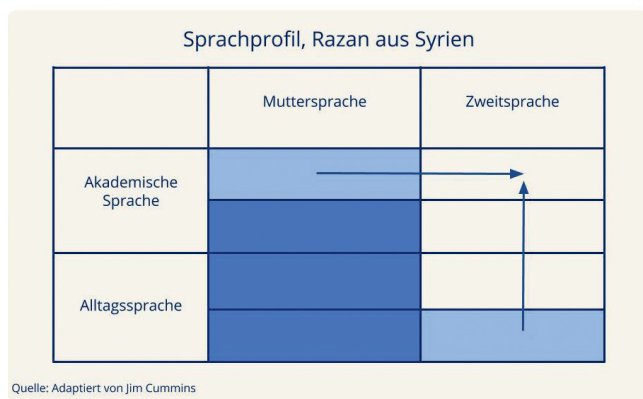 Sprachprofil, Razan aus Syrien
Muttersprache
Zweitsprache
Akademische
Sprache
Alltagssprache
Quelle: Adaptiert von Jim Cummins